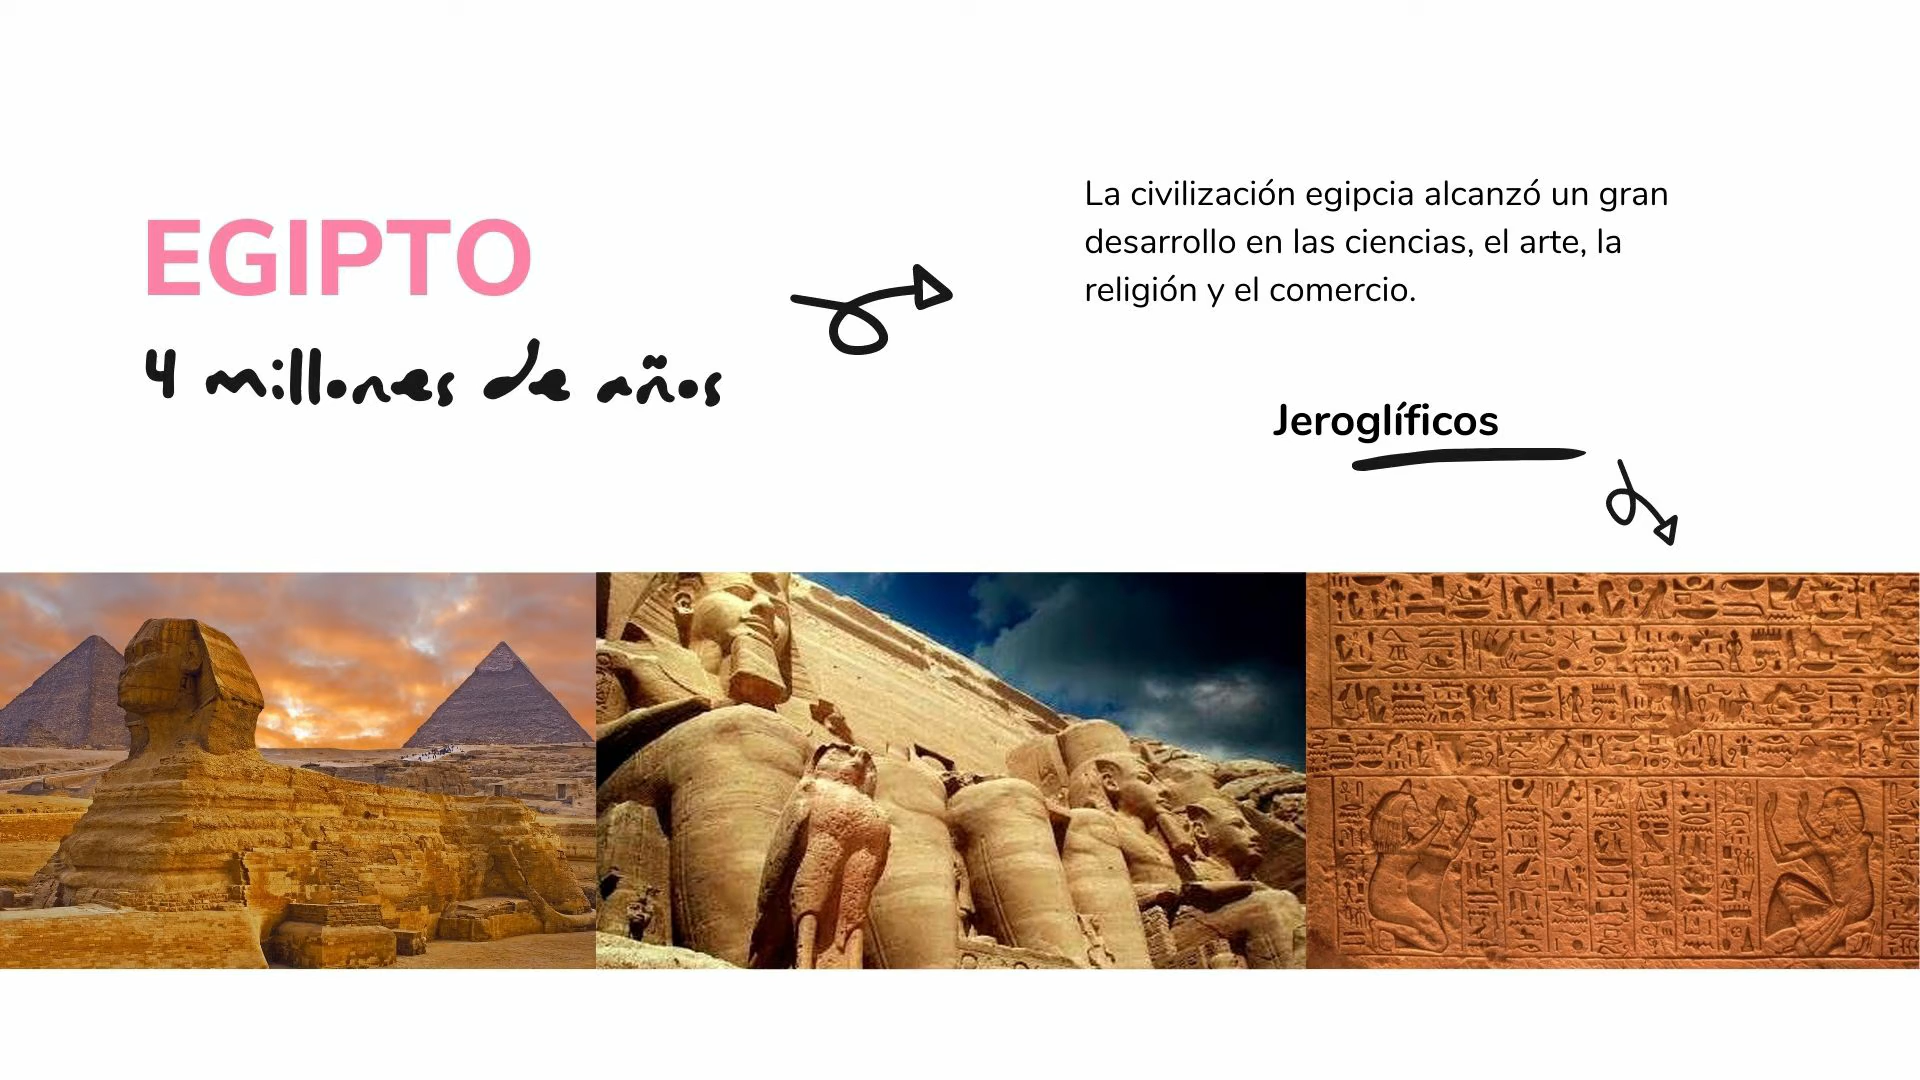 EGIPTO
4 millones de años
La civilización egipcia alcanzó un gran
desarrollo en las ciencias, el arte, la
religión y el comercio.
Jeroglíficos